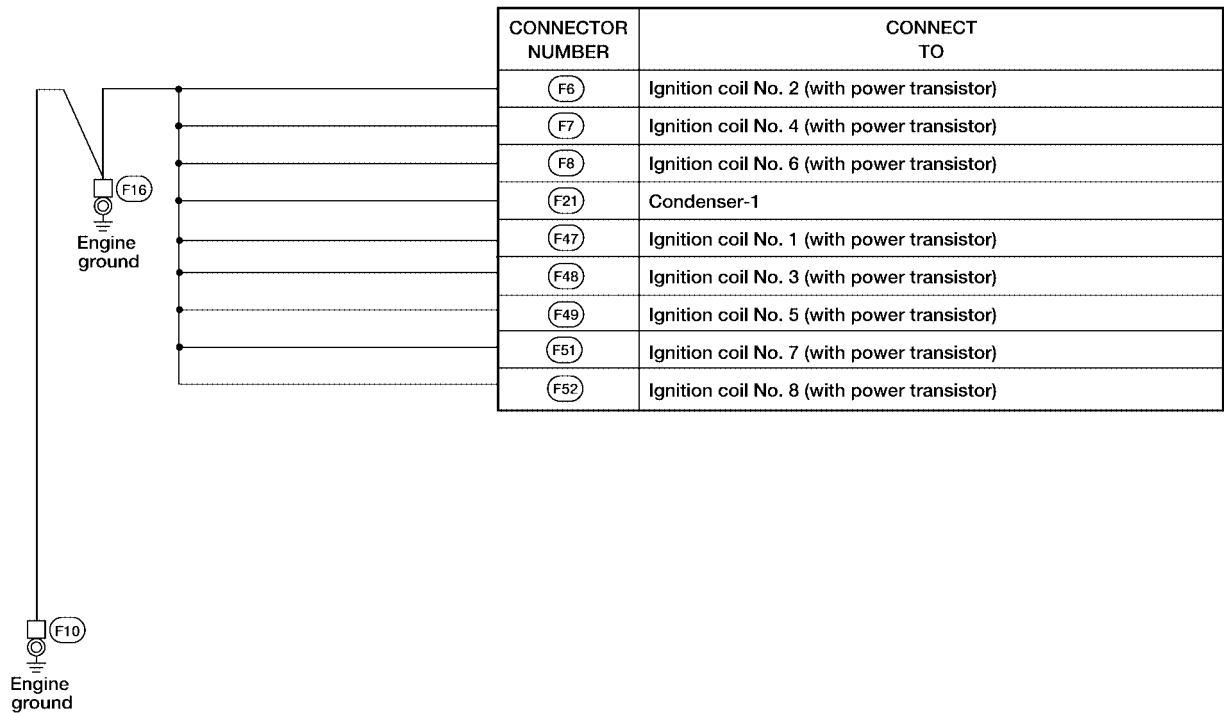 CONNECTOR NUMBER
CONNECT TO
F6 Ignition coil No. 2 (with power transistor)
F7 Ignition coil No. 4 (with power transistor)
F8 Ignition coil No. 6 (with power transistor)
F21 Condenser-1
F47 Ignition coil No. 1 (with power transistor)
F48 Ignition coil No. 3 (with power transistor)
F49 Ignition coil No. 5 (with power transistor)
F51 Ignition coil No. 7 (with power transistor)
F52 Ignition coil No. 8 (with power transistor)
F16
Engine
ground
F10
Engine
ground